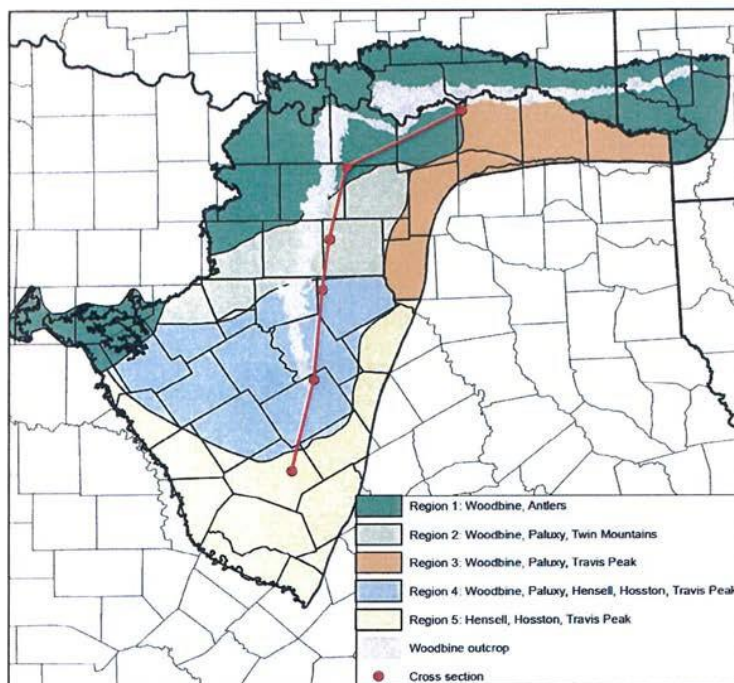 Region 1: Woodbine, Antlers
Region 2: Woodbine, Paluxy, Twin Mountains
Region 3: Woodbine, Paluxy, Travis Peak
Region 4: Woodbine, Paluxy, Hensell, Hosston, Travis Peak
Region 5: Hensell, Hosston, Travis Peak
Woodbine outcrop
Cross section